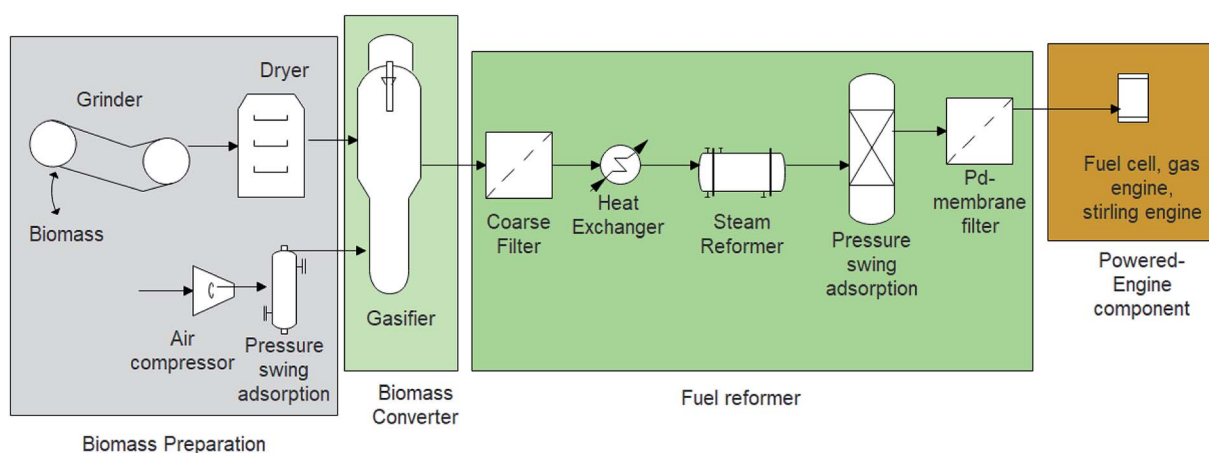 Grinder
Dryer
Biomass
Air
compressor
Pressure
swing
adsorption
Biomass Preparation
Gasifier
Biomass
Converter
Coarse
Filter
Heat
Exchanger
Steam
Reformer
Pressure
swing
adsorption
Pd-
membrane
filter
Fuel reformer
Fuel cell, gas
engine,
stirling engine
Powered-
Engine
component